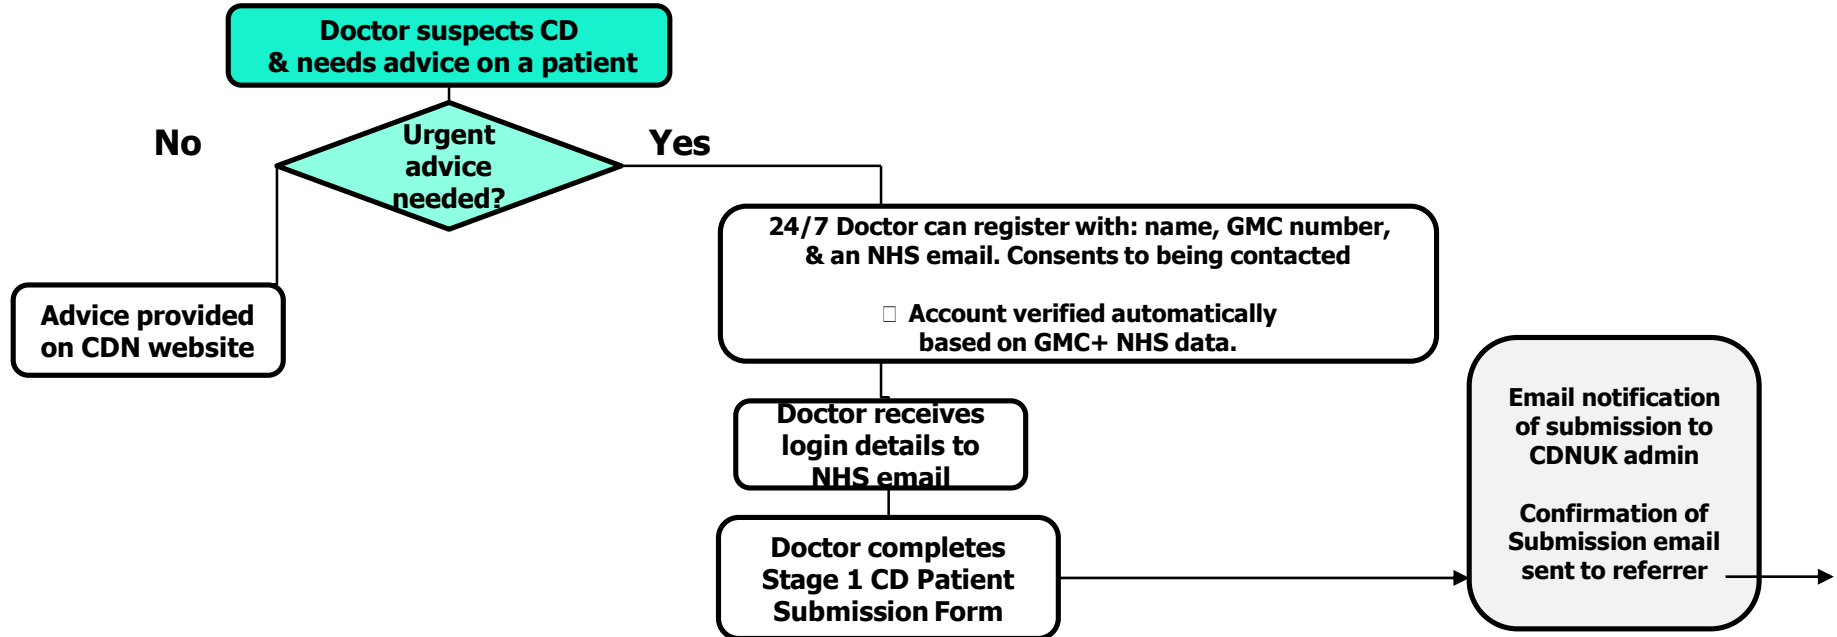 Doctor suspects CD
& needs advice on a patient
No
Urgent
advice
needed?
Yes
24/7 Doctor can register with: name, GMC number,
& an NHS email. Consents to being contacted
Account verified automatically
based on GMC+ NHS data.
Advice provided
on CDN website
Doctor receives
login details to
NHS email
Email notification
of submission to
CDNUK admin
Confirmation of
Submission email
sent to referrer
Doctor completes
Stage 1 CD Patient
Submission Form